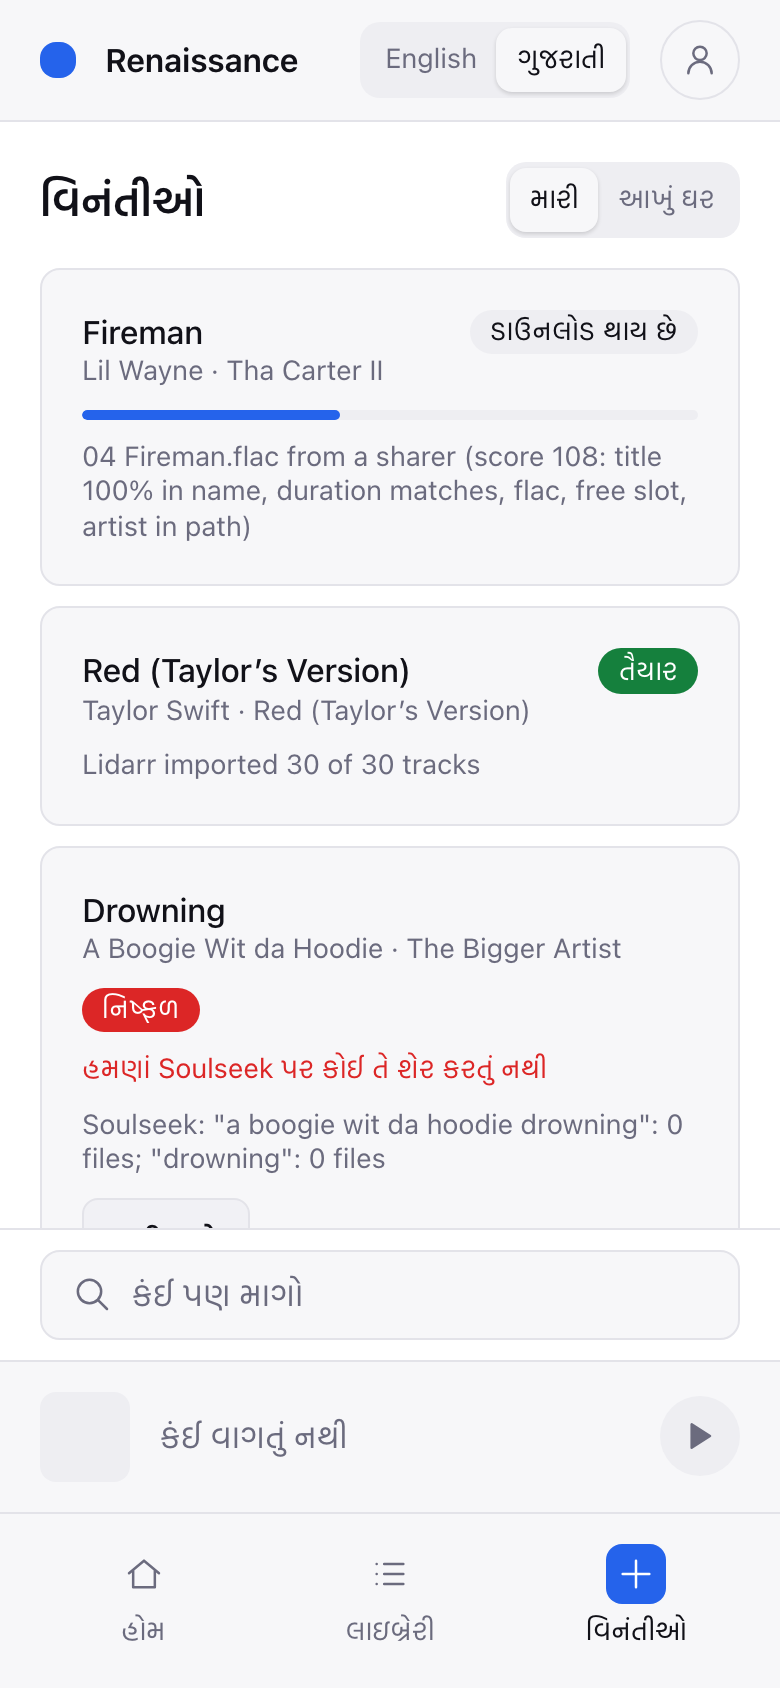 Renaissance
English
ગુજરાતી
વિનંતીઓ
મારી
આખું ઘર
Fireman
ડાઉનલોડ થાય છે
Lil Wayne · Tha Carter II
04 Fireman.flac from a sharer (score 108: title
100% in name, duration matches, flac, free slot,
artist in path)
Red (Taylor’s Version)
તૈયાર
Taylor Swift · Red (Taylor’s Version)
Lidarr imported 30 of 30 tracks
Drowning
A Boogie Wit da Hoodie · The Bigger Artist
નિષ્ફળ
હમણાં Soulseek પર કોઈ તે શેર કરતું નથી
Soulseek: "a boogie wit da hoodie drowning": 0
files; "drowning": 0 files
કંઈ પણ માગો
કંઈ વાગતું નથી
હોમ
લાઇબ્રેરી
વિનંતીઓ